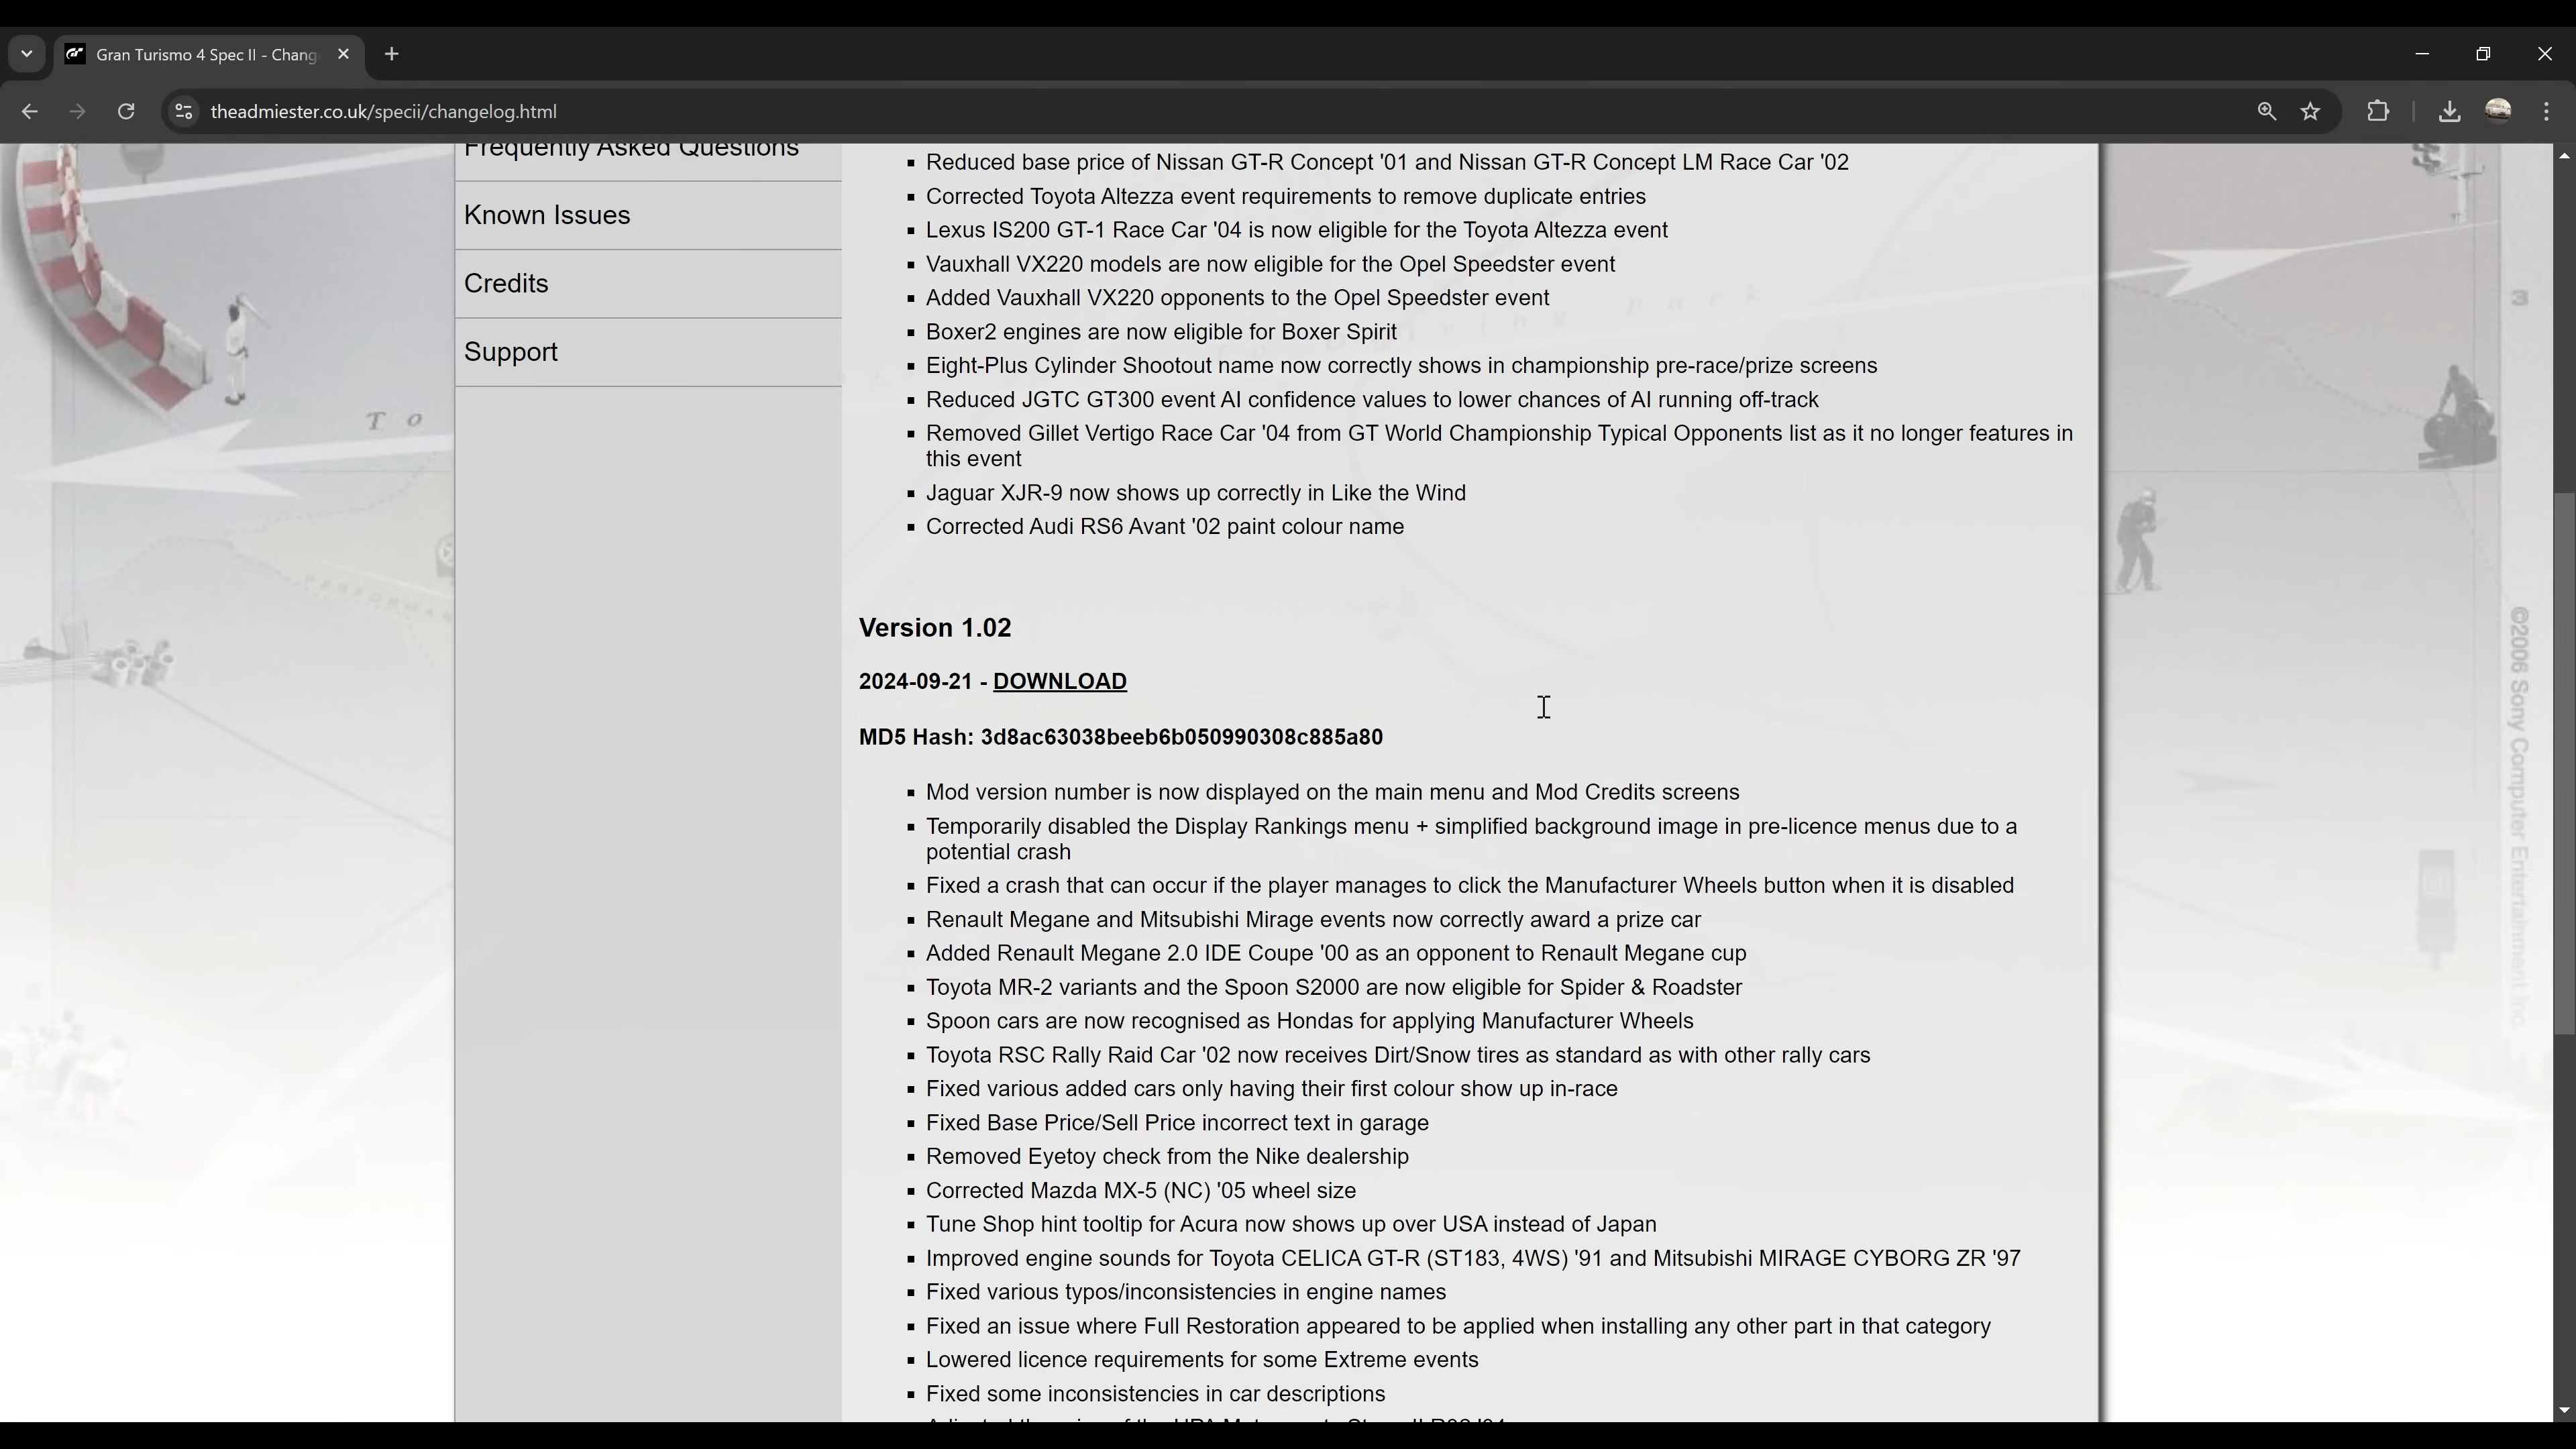 Gran Turismo 4 Spec II - Chang
theadmiester.co.uk/specii/changelog.html
Frequently Asked Questions
Known Issues
Credits
Support
Reduced base price of Nissan GT-R Concept '01 and Nissan GT-R Concept LM Race Car '02
Corrected Toyota Altezza event requirements to remove duplicate entries
Lexus IS200 GT-1 Race Car '04 is now eligible for the Toyota Altezza event
Vauxhall VX220 models are now eligible for the Opel Speedster event
Added Vauxhall VX220 opponents to the Opel Speedster event
Boxer2 engines are now eligible for Boxer Spirit
Eight-Plus Cylinder Shootout name now correctly shows in championship pre-race/prize screens
Reduced JGTC GT300 event AI confidence values to lower chances of AI running off-track
Removed Gillet Vertigo Race Car '04 from GT World Championship Typical Opponents list as it no longer features in
this event
Jaguar XJR-9 now shows up correctly in Like the Wind
Corrected Audi RS6 Avant '02 paint colour name
Version 1.02
2024-09-21 - DOWNLOAD
MD5 Hash: 3d8ac63038beeb6b050990308c885a80
Mod version number is now displayed on the main menu and Mod Credits screens
Temporarily disabled the Display Rankings menu + simplified background image in pre-licence menus due to a
potential crash
Fixed a crash that can occur if the player manages to click the Manufacturer Wheels button when it is disabled
Renault Megane and Mitsubishi Mirage events now correctly award a prize car
Added Renault Megane 2.0 IDE Coupe '00 as an opponent to Renault Megane cup
Toyota MR-2 variants and the Spoon S2000 are now eligible for Spider & Roadster
Spoon cars are now recognised as Hondas for applying Manufacturer Wheels
Toyota RSC Rally Raid Car '02 now receives Dirt/Snow tires as standard as with other rally cars
Fixed various added cars only having their first colour show up in-race
Fixed Base Price/Sell Price incorrect text in garage
Removed Eyetoy check from the Nike dealership
Corrected Mazda MX-5 (NC) '05 wheel size
Tune Shop hint tooltip for Acura now shows up over USA instead of Japan
Improved engine sounds for Toyota CELICA GT-R (ST183, 4WS) '91 and Mitsubishi MIRAGE CYBORG ZR '97
Fixed various typos/inconsistencies in engine names
Fixed an issue where Full Restoration appeared to be applied when installing any other part in that category
Lowered licence requirements for some Extreme events
Fixed some inconsistencies in car descriptions
T o
3
©2006 Sony Computer Entertainment Inc.